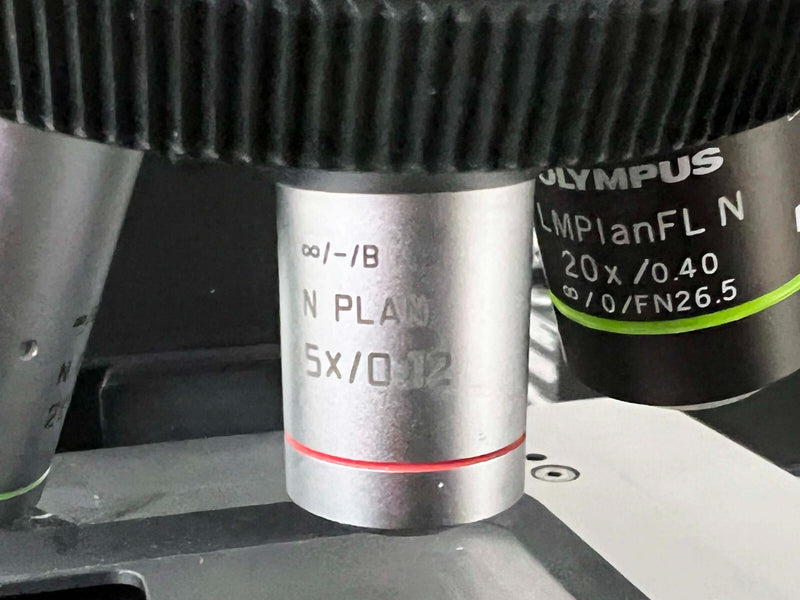 ∞/-/B
N PLAN
5x/0.12
OLYMPUS
LMPlanFL N
20x/0.40
∞/0/FN26.5